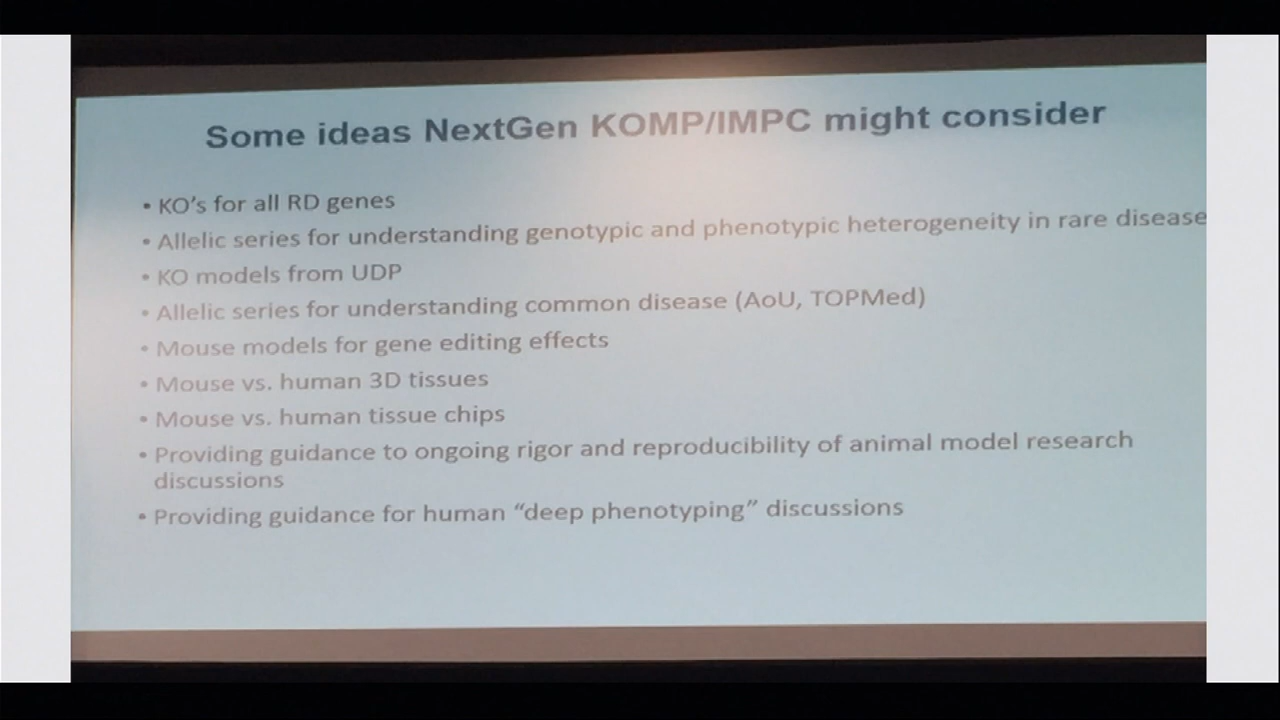 Some ideas NextGen KOMP/IMPC might consider
• KO's for all RD genes
• Allelic series for understanding genotypic and phenotypic heterogeneity in rare disease
• KO models from UDP
• Allelic series for understanding common disease (AoU, TOPMed)
• Mouse models for gene editing effects
• Mouse vs. human 3D tissues
• Mouse vs. human tissue chips
• Providing guidance to ongoing rigor and reproducibility of animal model research
discussions
• Providing guidance for human “deep phenotyping” discussions